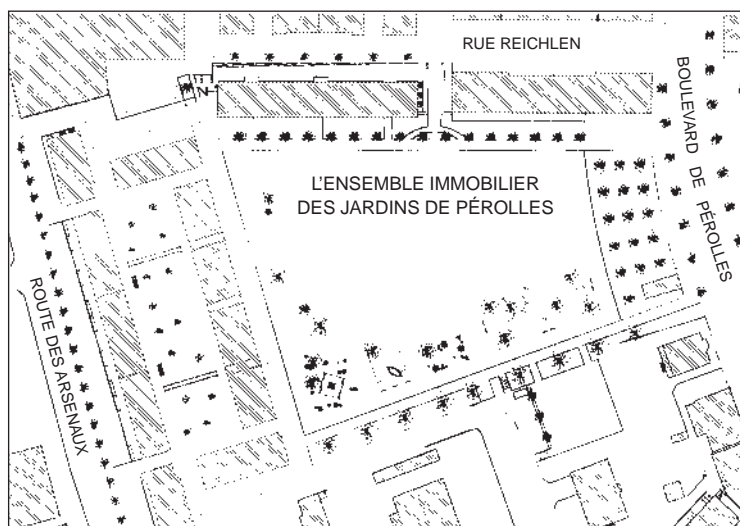 RUE REICHLEN
BOULEVARD DE PÉROLLES
L'ENSEMBLE IMMOBILIER
DES JARDINS DE PÉROLLES
ROUTE DES ARSENAUX